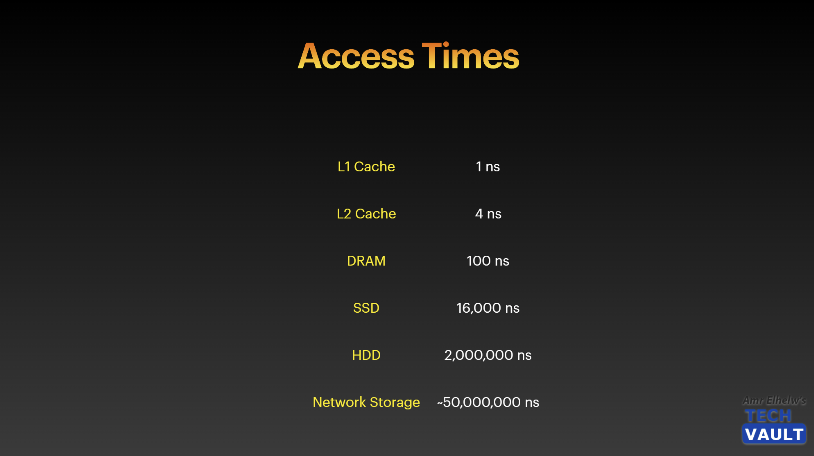 Access Times
L1 Cache 1 ns
L2 Cache 4 ns
DRAM 100 ns
SSD 16,000 ns
HDD 2,000,000 ns
Network Storage ~50,000,000 ns
Amr Elhelw's
TECH
VAULT